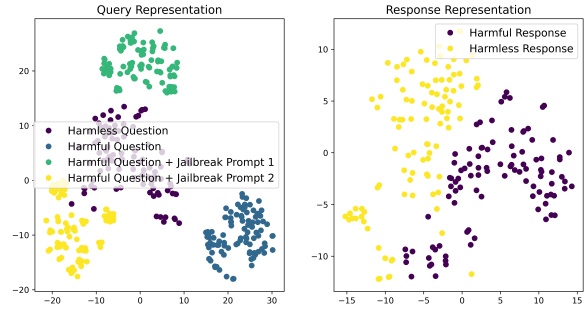 Query Representation
Harmless Question
Harmful Question
Harmful Question + Jailbreak Prompt 1
Harmful Question + Jailbreak Prompt 2
20
10
0
−10
−20
−20 −10 0 10 20 30
Response Representation
Harmful Response
Harmless Response
10
5
0
−5
−10
−15 −10 −5 0 5 10 15